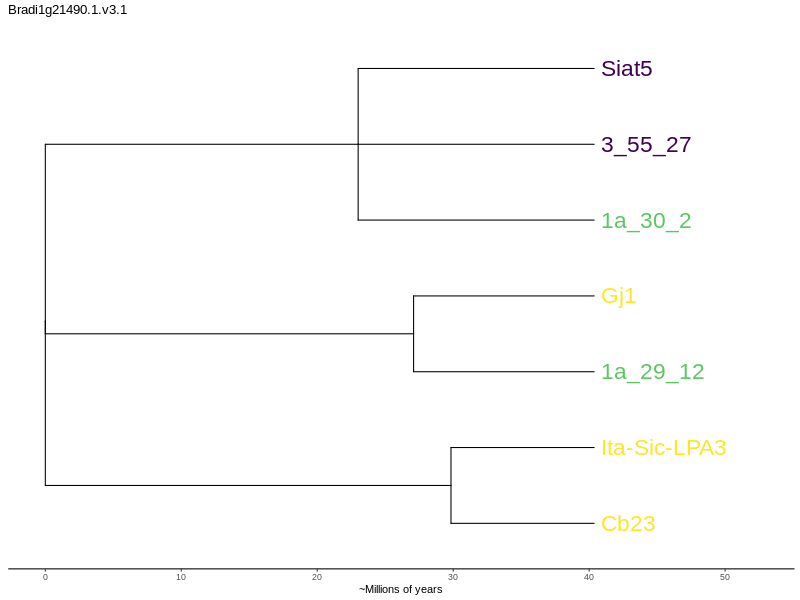 Bradi1g21490.1.v3.1
Siat5
3_55_27
1a_30_2
Gj1
1a_29_12
Ita-Sic-LPA3
Cb23
0 10 20 30 40 50
~Millions of years